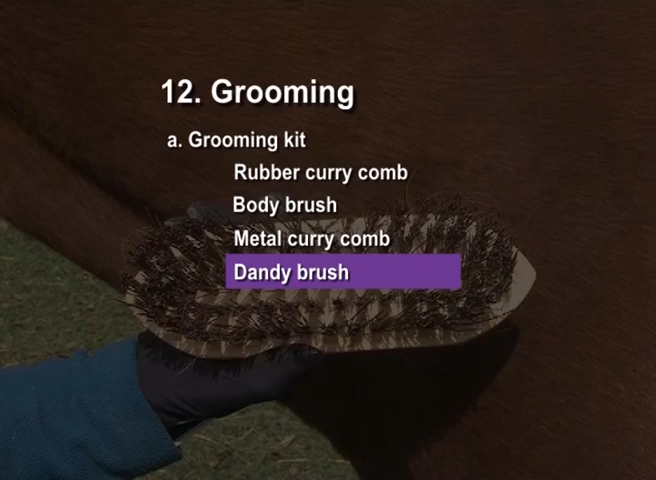 12. Grooming
a. Grooming kit
Rubber curry comb
Body brush
Metal curry comb
Dandy brush